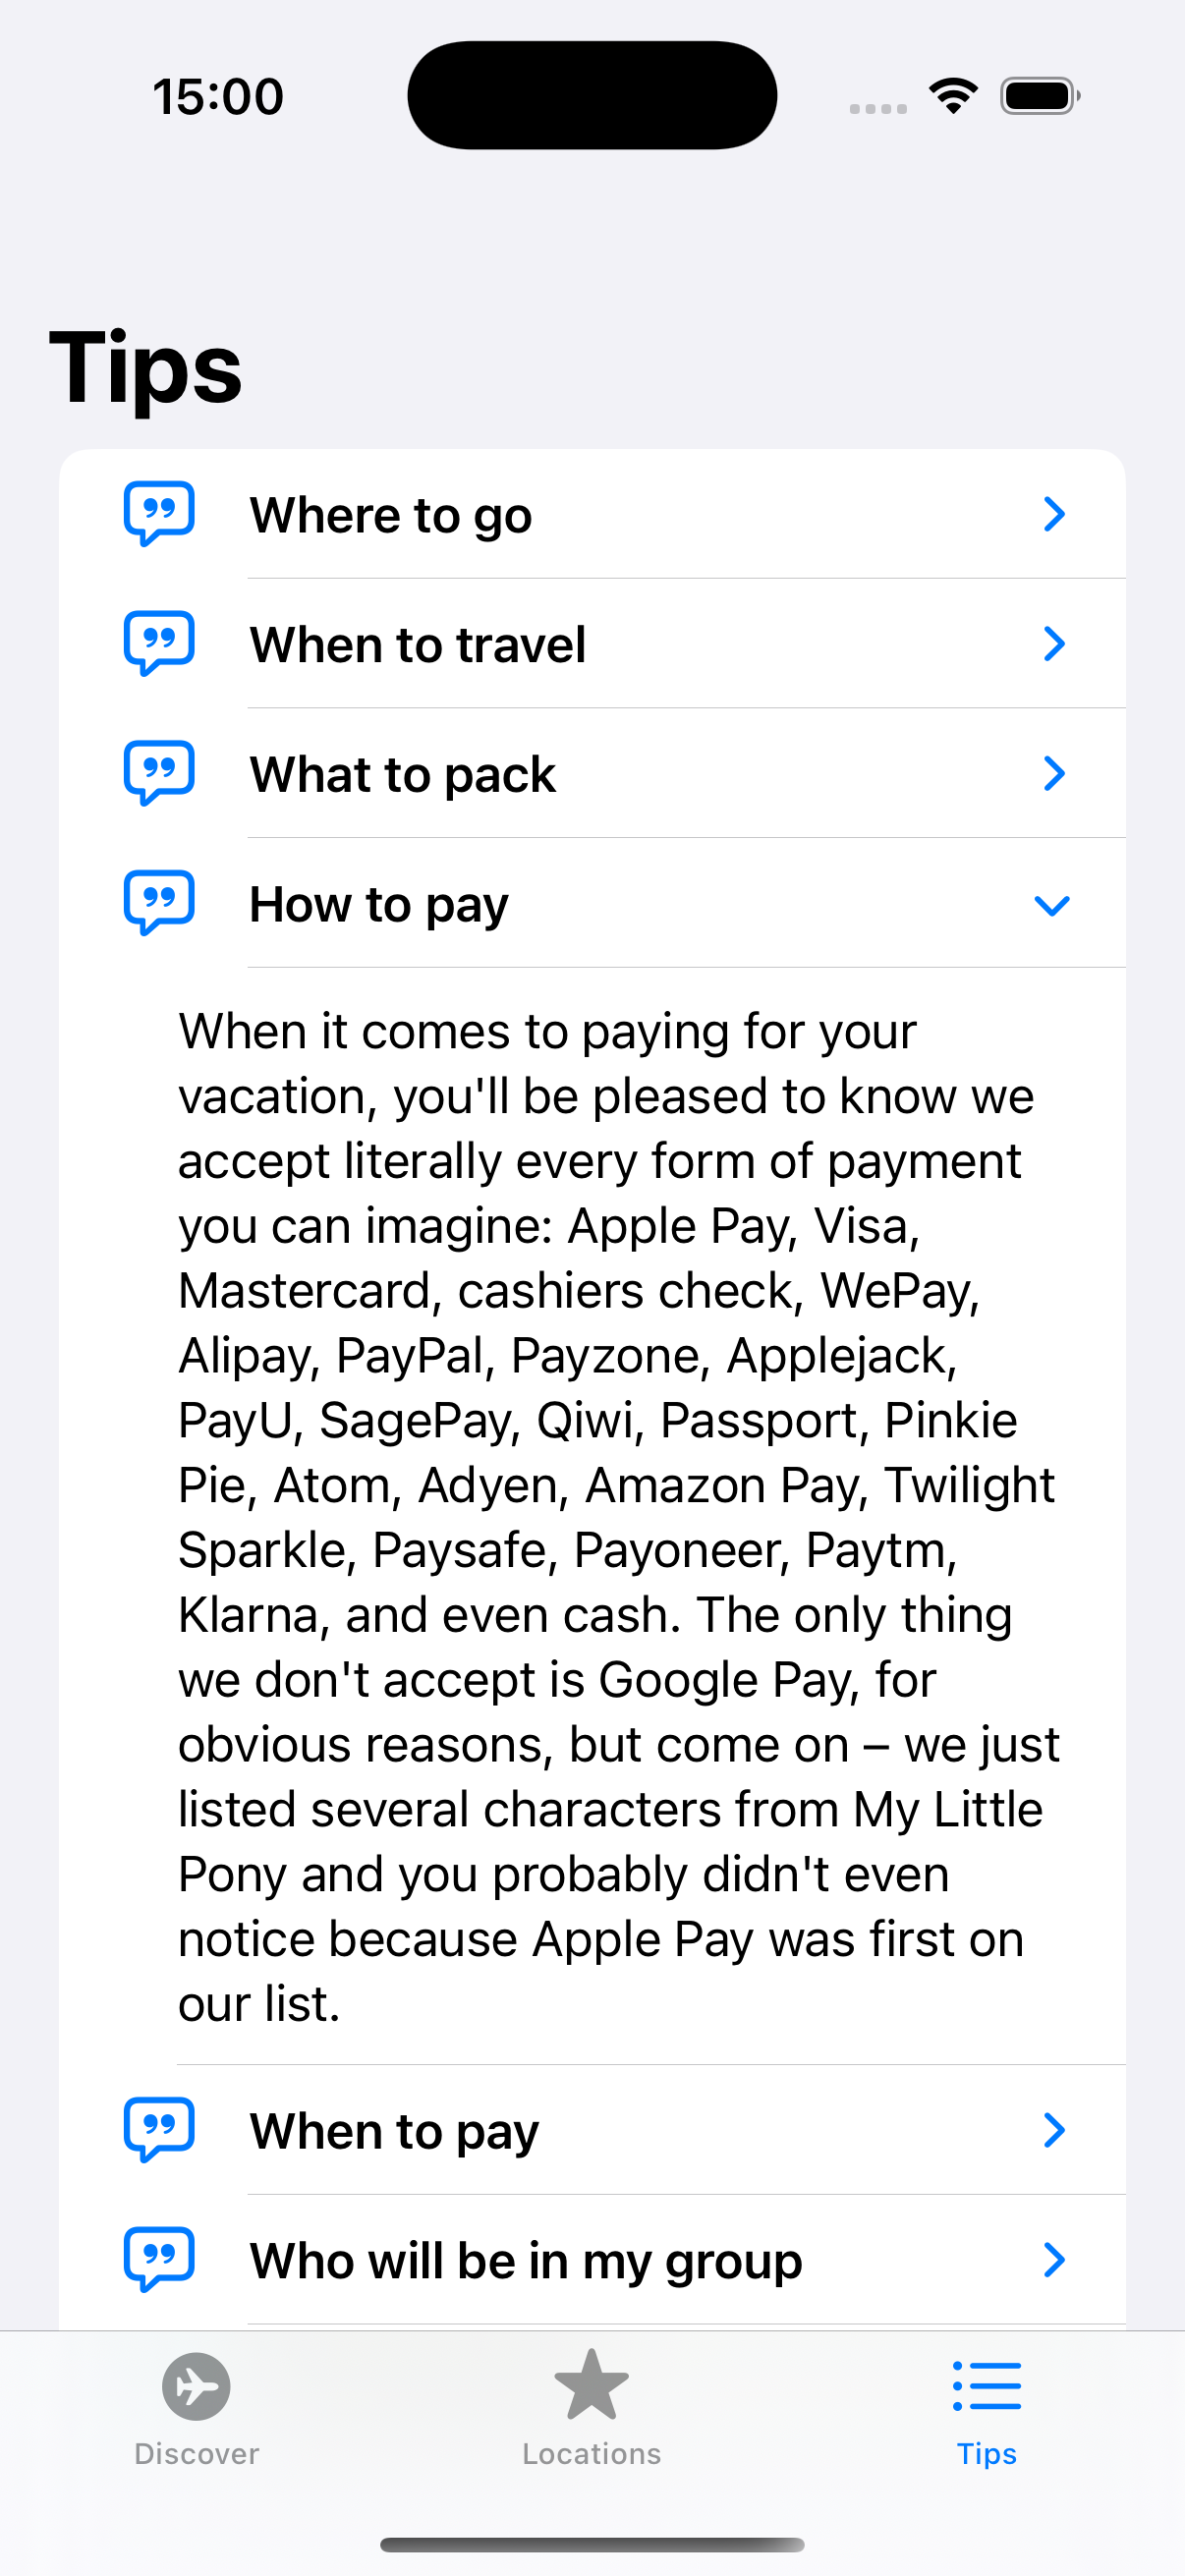 15:00
Tips
Where to go
When to travel
What to pack
How to pay
When it comes to paying for your
vacation, you'll be pleased to know we
accept literally every form of payment
you can imagine: Apple Pay, Visa,
Mastercard, cashiers check, WePay,
Alipay, PayPal, Payzone, Applejack,
PayU, SagePay, Qiwi, Passport, Pinkie
Pie, Atom, Adyen, Amazon Pay, Twilight
Sparkle, Paysafe, Payoneer, Paytm,
Klarna, and even cash. The only thing
we don't accept is Google Pay, for
obvious reasons, but come on – we just
listed several characters from My Little
Pony and you probably didn't even
notice because Apple Pay was first on
our list.
When to pay
Who will be in my group
Discover
Locations
Tips